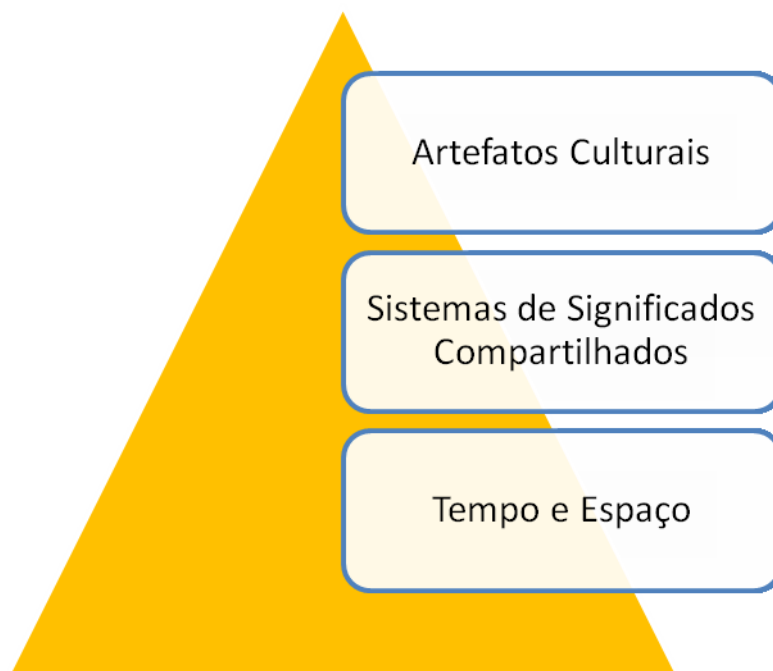 Artefatos Culturais
Sistemas de Significados
Compartilhados
Tempo e Espaço